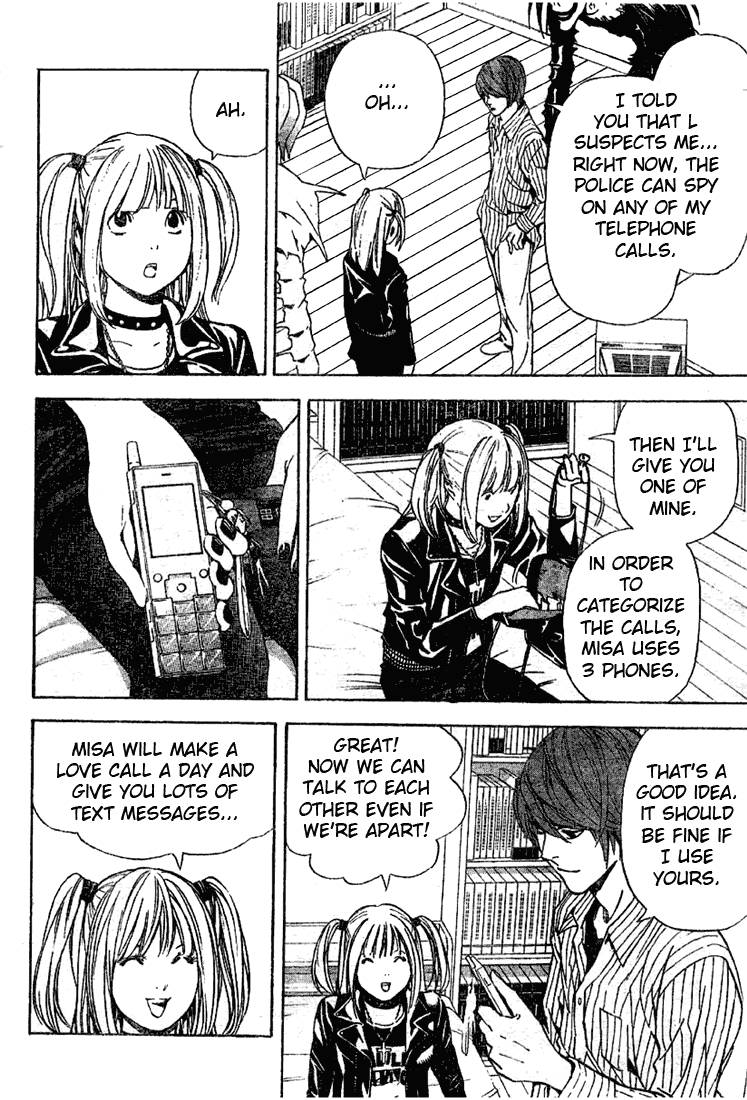 I TOLD
YOU THAT L
SUSPECTS ME...
RIGHT NOW, THE
POLICE CAN SPY
ON ANY OF MY
TELEPHONE
CALLS.
...
OH...
AH.
THEN I'LL
GIVE YOU
ONE OF
MINE.
IN ORDER
TO
CATEGORIZE
THE CALLS,
MISA USES
3 PHONES.
THAT'S A
GOOD IDEA.
IT SHOULD
BE FINE IF
I USE
YOURS.
GREAT!
NOW WE CAN
TALK TO EACH
OTHER EVEN IF
WE'RE APART!
MISA WILL MAKE A
LOVE CALL A DAY AND
GIVE YOU LOTS OF
TEXT MESSAGES...